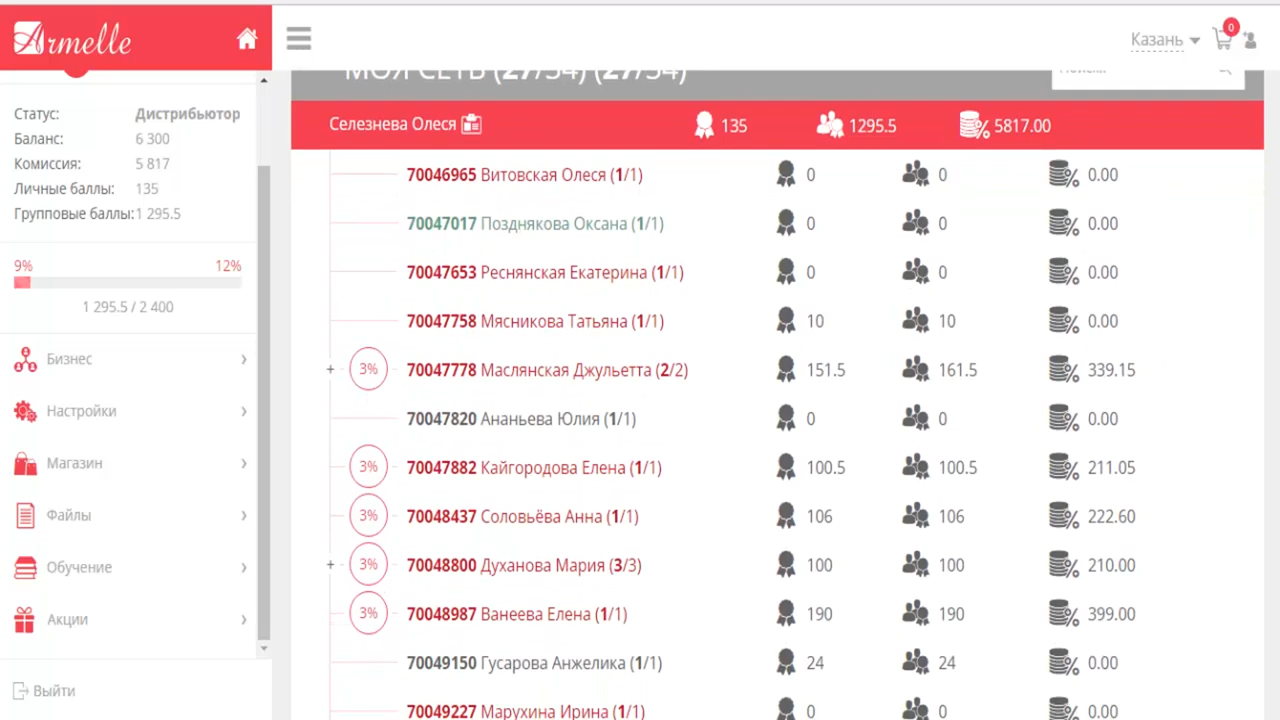 Armelle
Казань
0
МОЯ СЕТЬ (27/34) (27/34)
Статус: Дистрибьютор
Баланс: 6 300
Комиссия: 5 817
Личные баллы: 135
Групповые баллы: 1 295.5
9% 12%
1 295.5 / 2 400
Бизнес
Настройки
Магазин
Файлы
Обучение
Акции
Выйти
Селезнева Олеся 135 1295.5 5817.00
70046965 Витовская Олеся (1/1) 0 0 0.00
70047017 Позднякова Оксана (1/1) 0 0 0.00
70047653 Реснянская Екатерина (1/1) 0 0 0.00
70047758 Мясникова Татьяна (1/1) 10 10 0.00
+ 3% 70047778 Маслянская Джульетта (2/2) 151.5 161.5 339.15
70047820 Ананьева Юлия (1/1) 0 0 0.00
3% 70047882 Кайгородова Елена (1/1) 100.5 100.5 211.05
3% 70048437 Соловьёва Анна (1/1) 106 106 222.60
+ 3% 70048800 Духанова Мария (3/3) 100 100 210.00
3% 70048987 Ванеева Елена (1/1) 190 190 399.00
70049150 Гусарова Анжелика (1/1) 24 24 0.00
70049227 Марухина Ирина (1/1) 0 0 0.00